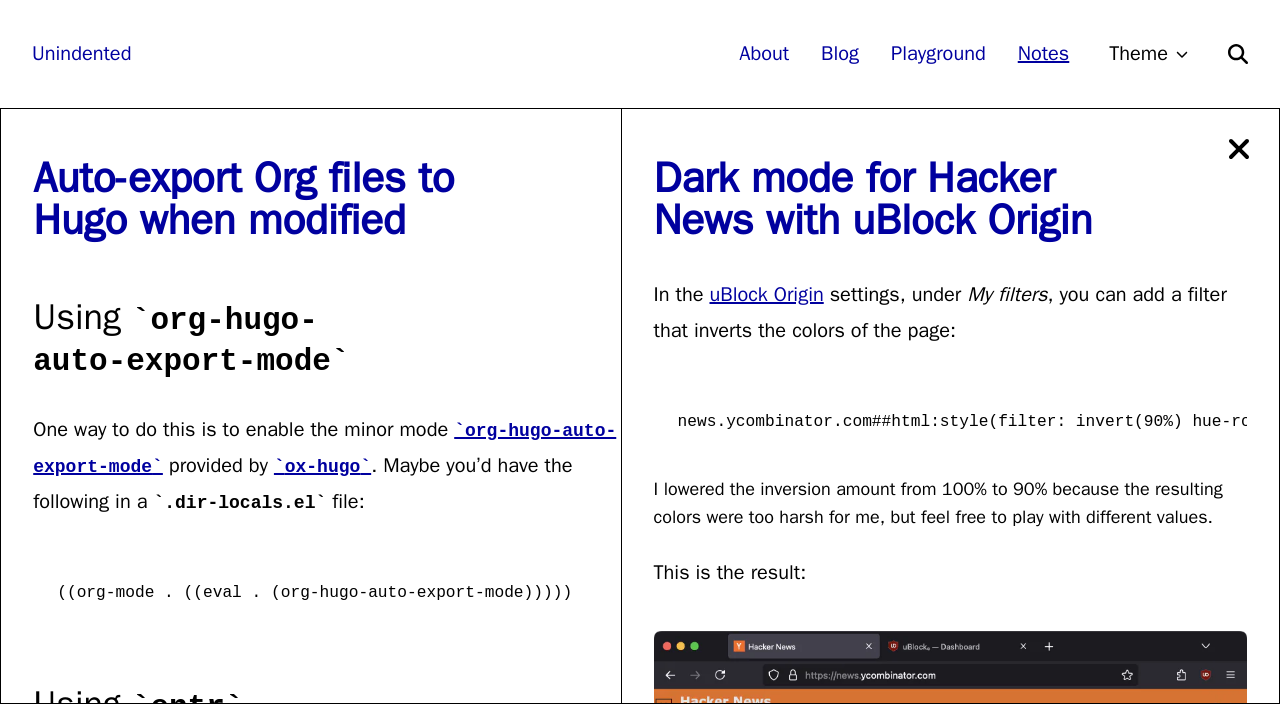 Unindented
About Blog Playground Notes Theme
Auto-export Org files to
Hugo when modified
Using `org-hugo-
auto-export-mode`
One way to do this is to enable the minor mode `org-hugo-auto-
export-mode` provided by `ox-hugo`. Maybe you’d have the
following in a `.dir-locals.el` file:
((org-mode . ((eval . (org-hugo-auto-export-mode)))))
Using `entr`
Dark mode for Hacker
News with uBlock Origin
In the uBlock Origin settings, under My filters, you can add a filter
that inverts the colors of the page:
news.ycombinator.com##html:style(filter: invert(90%) hue-ro
I lowered the inversion amount from 100% to 90% because the resulting
colors were too harsh for me, but feel free to play with different values.
This is the result:
Hacker News
uBlock₀ — Dashboard
https://news.ycombinator.com
Hacker News